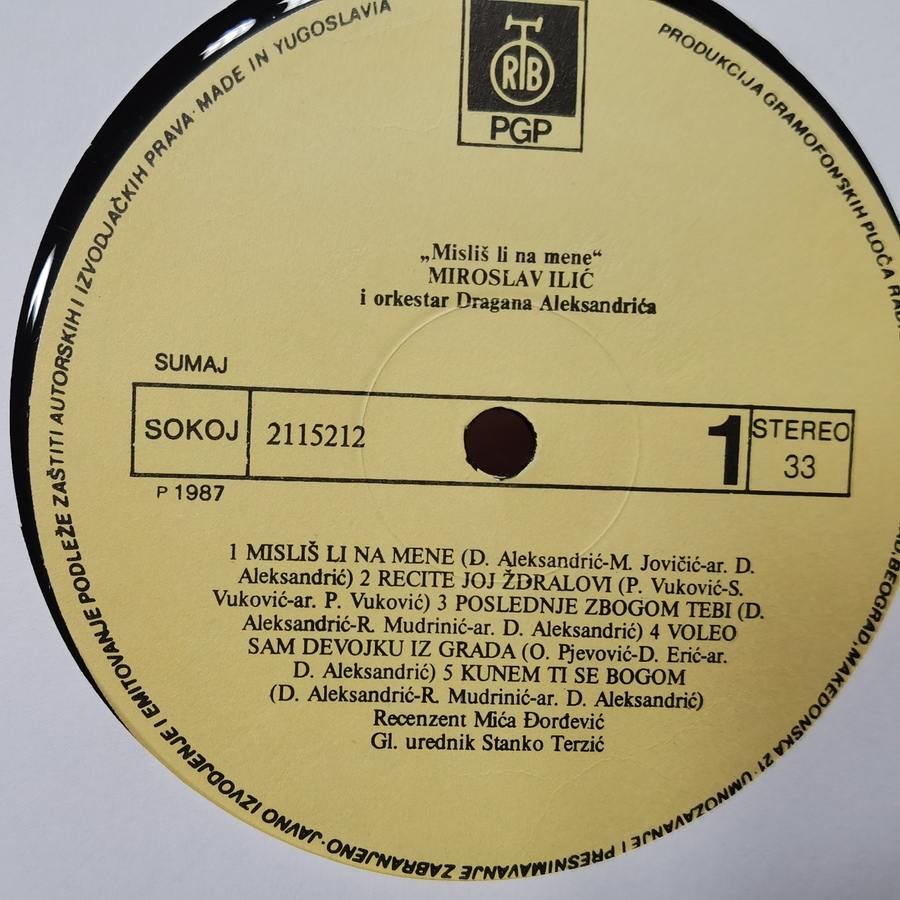 PRODUKCIJA GRAMOFONSKIH PLOČA BEOGRAD, MAKEDONSKA 21 · UMNOŽAVANJE I PRESNIMAVANJE ZABRANJENO · JAVNO IZVODJENJE I EMITOVANJE PODLEŽE ZAŠTITI AUTORSKIH I IZVODJAČKIH PRAVA · MADE IN YUGOSLAVIA
RTB
PGP
„Misliš li na mene“
MIROSLAV ILIĆ
i orkestar Dragana Aleksandrića
SUMAJ
SOKOJ 2115212 1 STEREO
33
P 1987
1 MISLIŠ LI NA MENE (D. Aleksandrić-M. Jovičić-ar. D.
Aleksandrić) 2 RECITE JOJ ŽDRALOVI (P. Vuković-S.
Vuković-ar. P. Vuković) 3 POSLEDNJE ZBOGOM TEBI (D.
Aleksandrić-R. Mudrinić-ar. D. Aleksandrić) 4 VOLEO
SAM DEVOJKU IZ GRADA (O. Pjevović-D. Erić-ar.
D. Aleksandrić) 5 KUNEM TI SE BOGOM
(D. Aleksandrić-R. Mudrinić-ar. D. Aleksandrić)
Recenzent Mića Đorđević
Gl. urednik Stanko Terzić